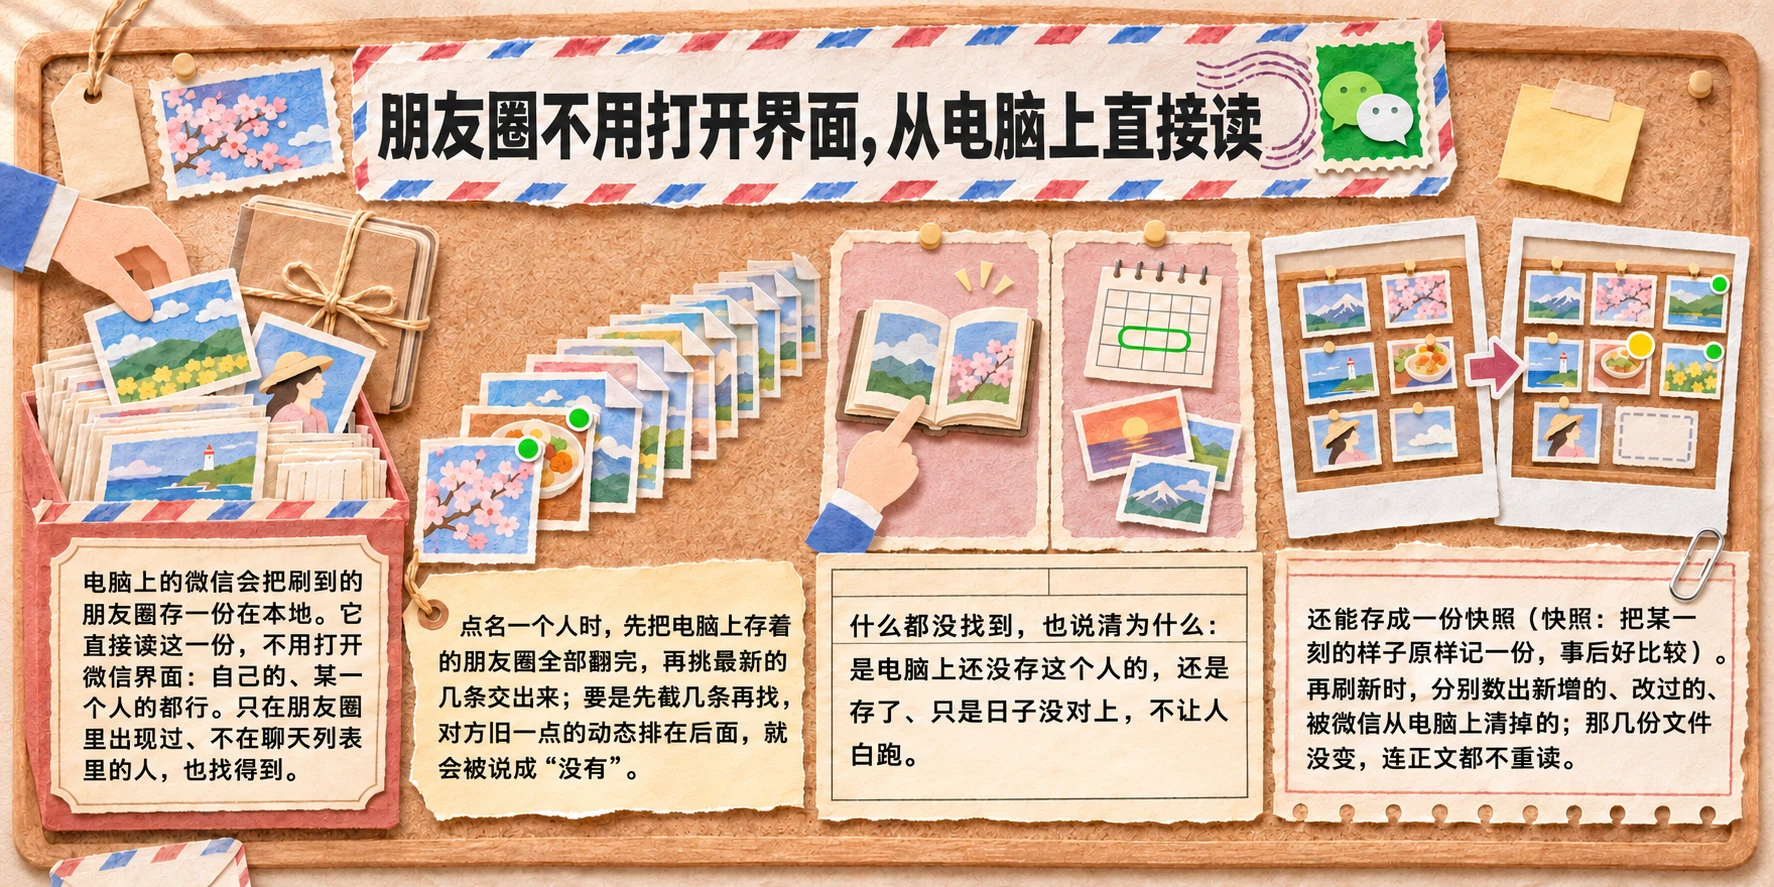 朋友圈不用打开界面，从电脑上直接读
电脑上的微信会把刷到的
朋友圈存一份在本地。它
直接读这一份，不用打开
微信界面：自己的、某一
个人的都行。只在朋友圈
里出现过、不在聊天列表
里的人，也找得到。
点名一个人时，先把电脑上存着
的朋友圈全部翻完，再挑最新的
几条交出来；要是先截几条再找，
对方旧一点的动态排在后面，就
会被说成“没有”。
什么都没找到，也说清为什么：
是电脑上还没存这个人的，还是
存了、只是日子没对上，不让人
白跑。
还能存成一份快照（快照：把某一
刻的样子原样记一份，事后好比较）。
再刷新时，分别数出新增的、改过的、
被微信从电脑上清掉的；那几份文件
没变，连正文都不重读。